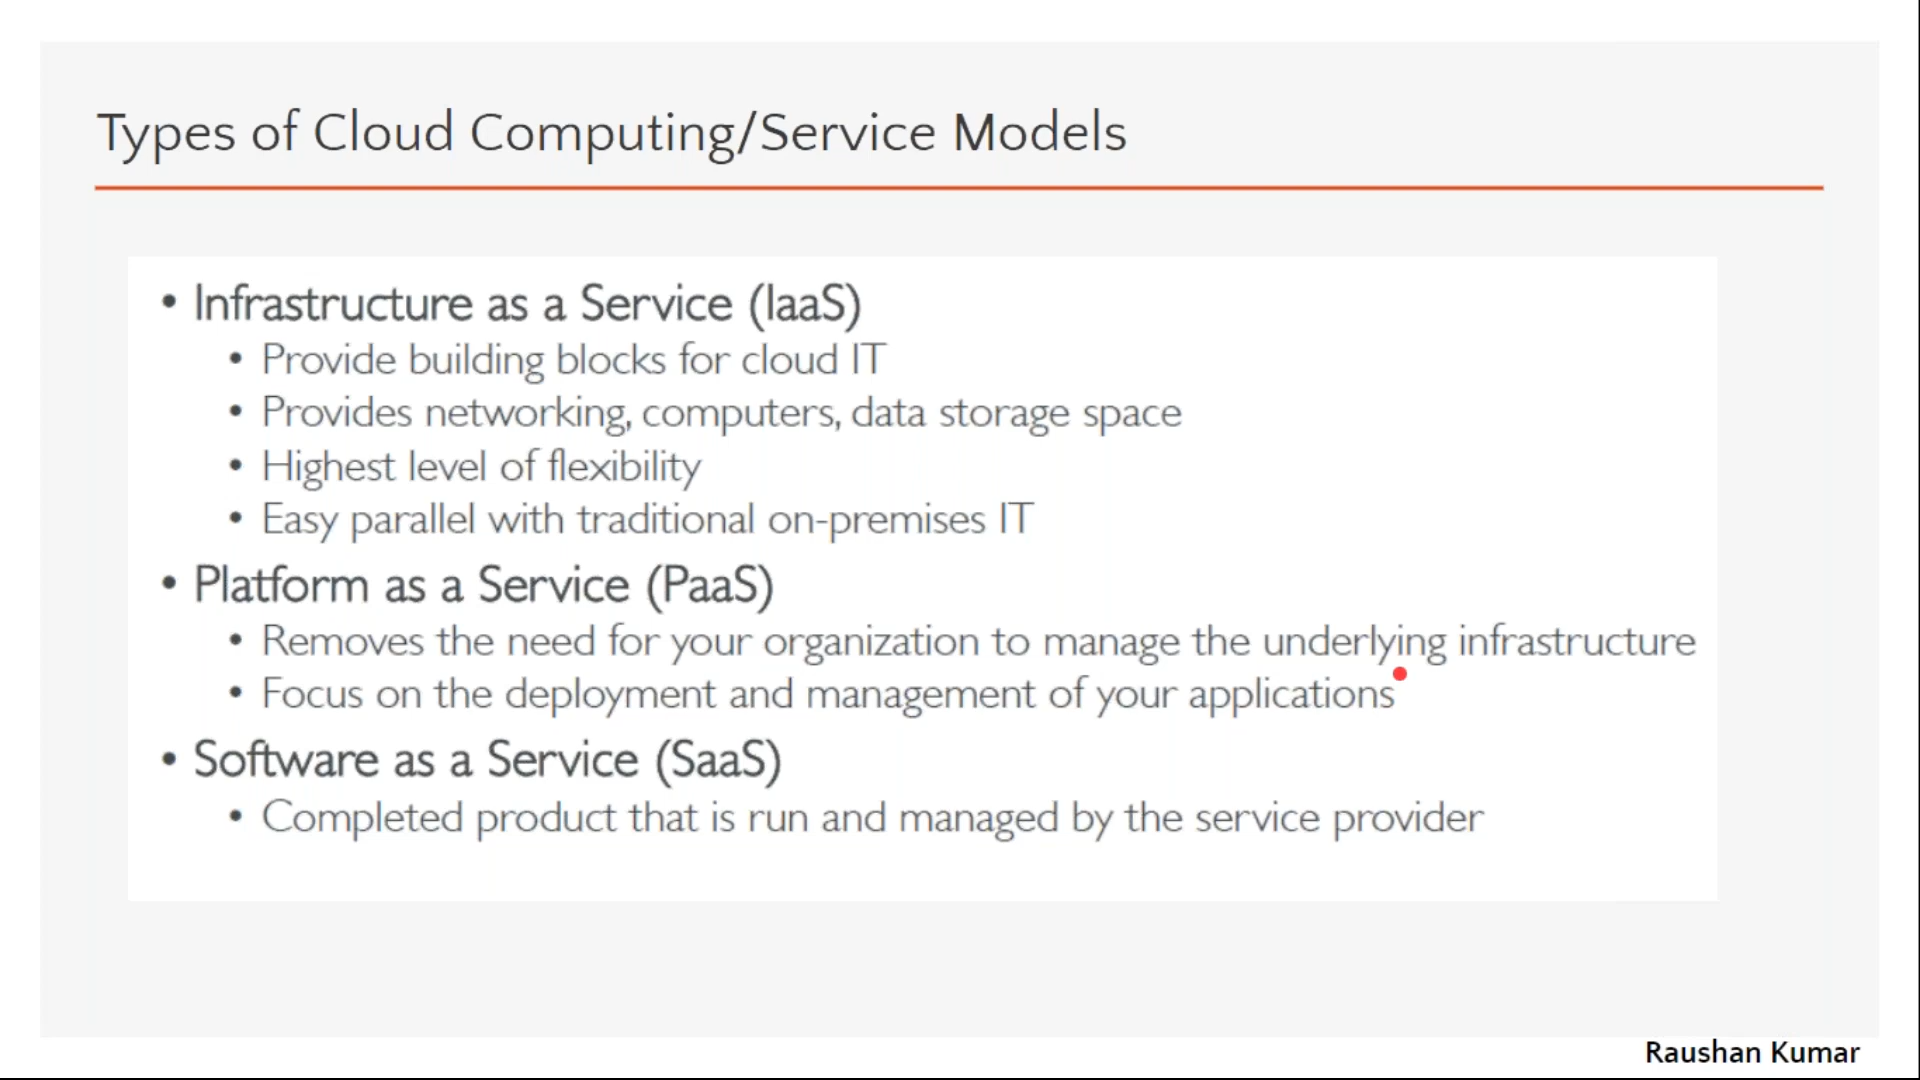 Types of Cloud Computing/Service Models
• Infrastructure as a Service (IaaS)
• Provide building blocks for cloud IT
• Provides networking, computers, data storage space
• Highest level of flexibility
• Easy parallel with traditional on-premises IT
• Platform as a Service (PaaS)
• Removes the need for your organization to manage the underlying infrastructure
• Focus on the deployment and management of your applications
• Software as a Service (SaaS)
• Completed product that is run and managed by the service provider
Raushan Kumar